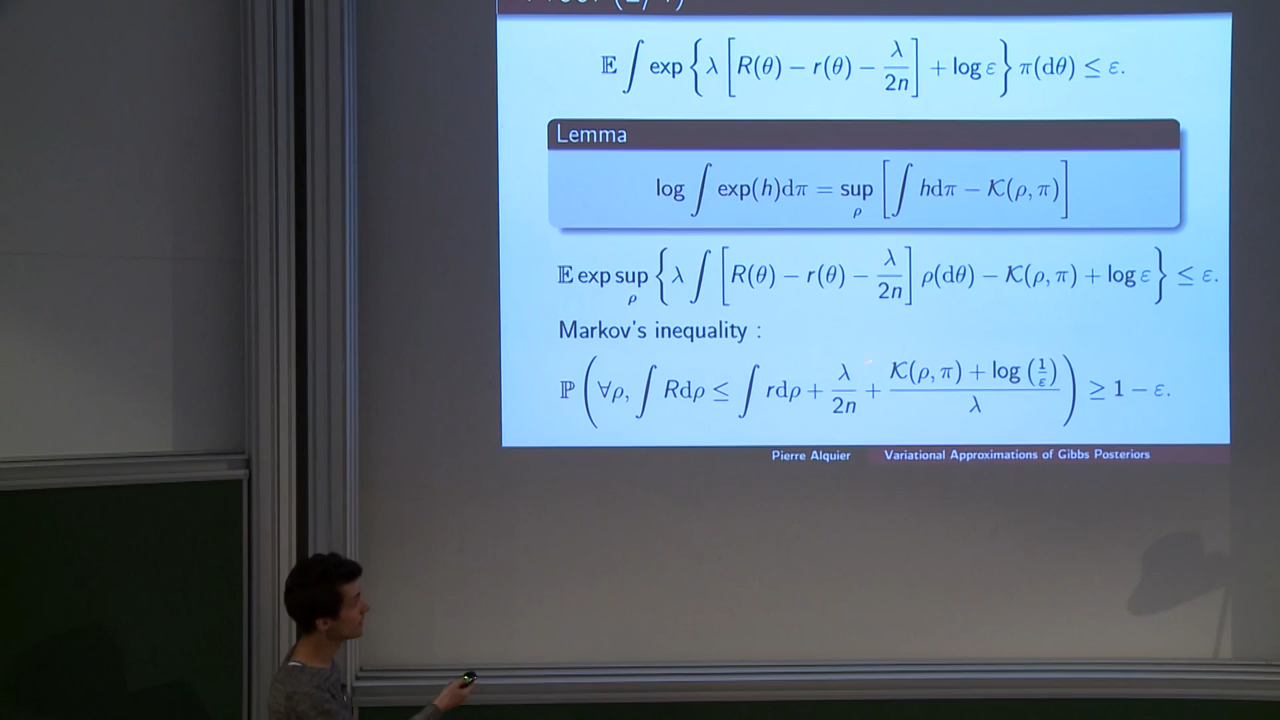 𝔼 ∫ exp { λ [ R(θ) − r(θ) − λ/2n ] + log ε } π(dθ) ≤ ε.
Lemma
log ∫ exp(h)dπ = sup_ρ [ ∫ hdπ − 𝒦(ρ, π) ]
𝔼 exp sup_ρ { λ ∫ [ R(θ) − r(θ) − λ/2n ] ρ(dθ) − 𝒦(ρ, π) + log ε } ≤ ε.
Markov's inequality :
ℙ ( ∀ρ, ∫ Rdρ ≤ ∫ rdρ + λ/2n + (𝒦(ρ, π) + log (1/ε))/λ ) ≥ 1 − ε.
Pierre Alquier Variational Approximations of Gibbs Posteriors